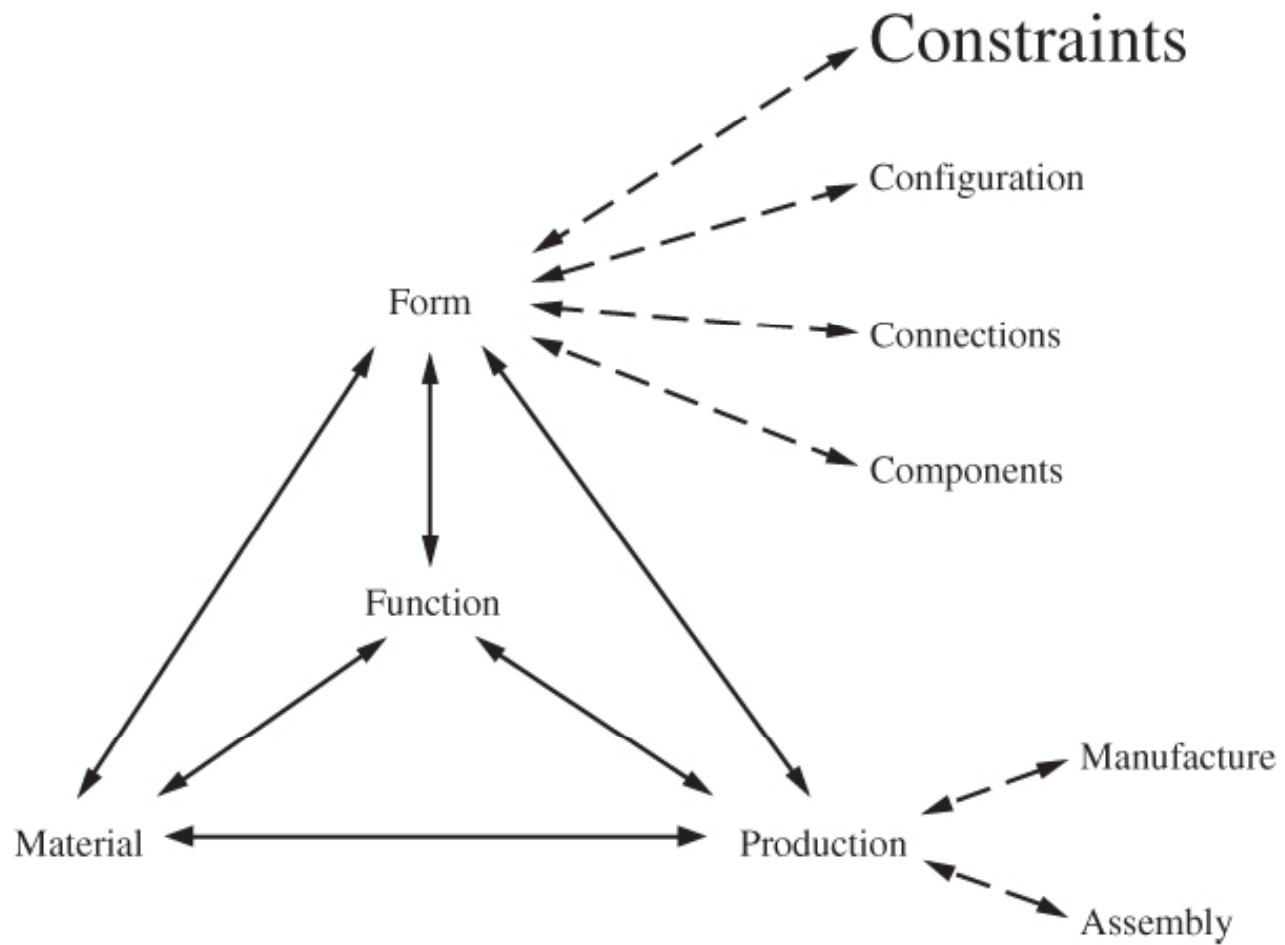 Constraints
Configuration
Form
Connections
Components
Function
Manufacture
Material
Production
Assembly